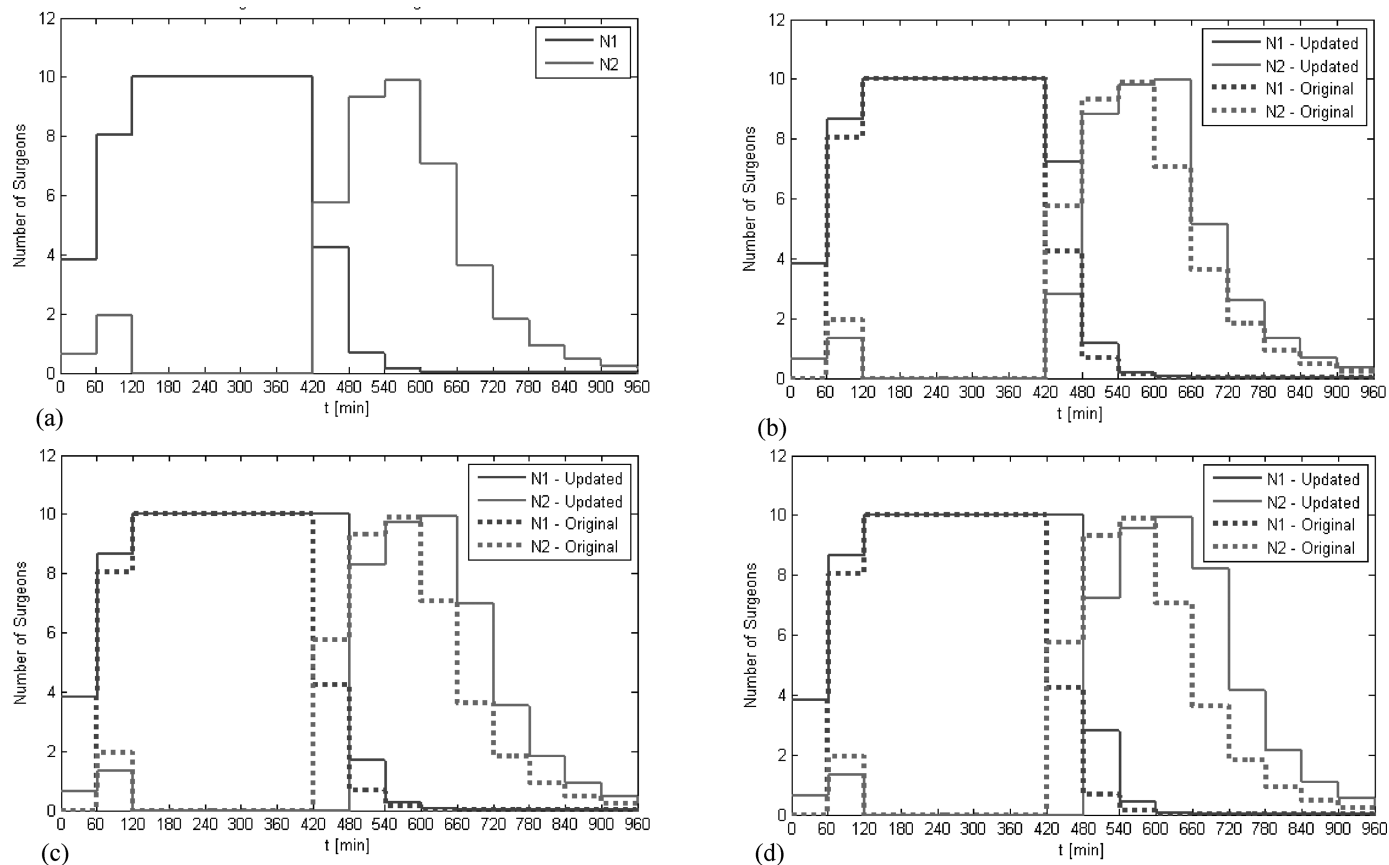 12
10
8
6
4
2
0
Number of Surgeons
N1
N2
0 60 120 180 240 300 360 420 480 540 600 660 720 780 840 900 960
t [min]
(a)
12
10
8
6
4
2
0
Number of Surgeons
N1 - Updated
N2 - Updated
N1 - Original
N2 - Original
0 60 120 180 240 300 360 420 480 540 600 660 720 780 840 900 960
t [min]
(b)
12
10
8
6
4
2
0
Number of Surgeons
N1 - Updated
N2 - Updated
N1 - Original
N2 - Original
0 60 120 180 240 300 360 420 480 540 600 660 720 780 840 900 960
t [min]
(c)
12
10
8
6
4
2
0
Number of Surgeons
N1 - Updated
N2 - Updated
N1 - Original
N2 - Original
0 60 120 180 240 300 360 420 480 540 600 660 720 780 840 900 960
t [min]
(d)